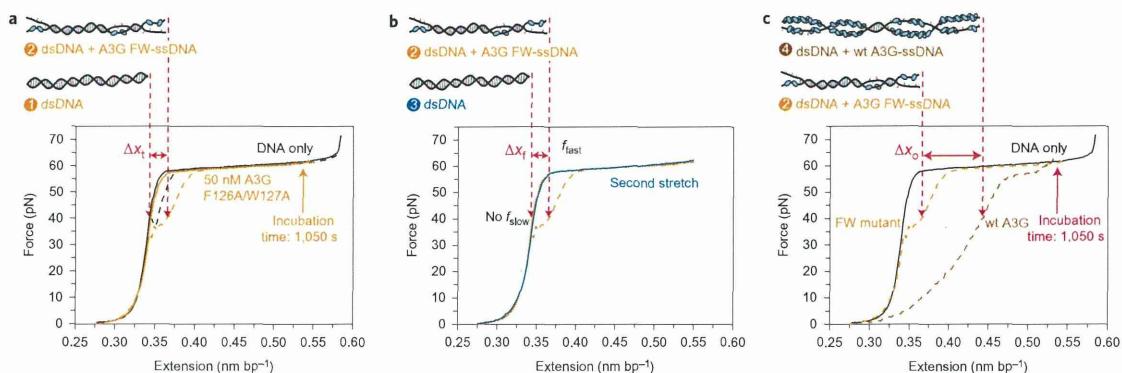 a
2 dsDNA + A3G FW-ssDNA
1 dsDNA
Δxt
DNA only
50 nM A3G
F126A/W127A
Incubation
time: 1,050 s
Force (pN)
70
60
50
40
30
20
10
0
0.25 0.30 0.35 0.40 0.45 0.50 0.55 0.60
Extension (nm bp−1)
b
2 dsDNA + A3G FW-ssDNA
3 dsDNA
Δxf
ffast
Second stretch
No fslow
Force (pN)
70
60
50
40
30
20
10
0
0.25 0.30 0.35 0.40 0.45 0.50 0.55 0.60
Extension (nm bp−1)
c
4 dsDNA + wt A3G-ssDNA
2 dsDNA + A3G FW-ssDNA
Δxo
DNA only
FW mutant
wt A3G
Incubation
time: 1,050 s
Force (pN)
70
60
50
40
30
20
10
0
0.25 0.30 0.35 0.40 0.45 0.50 0.55 0.60
Extension (nm bp−1)